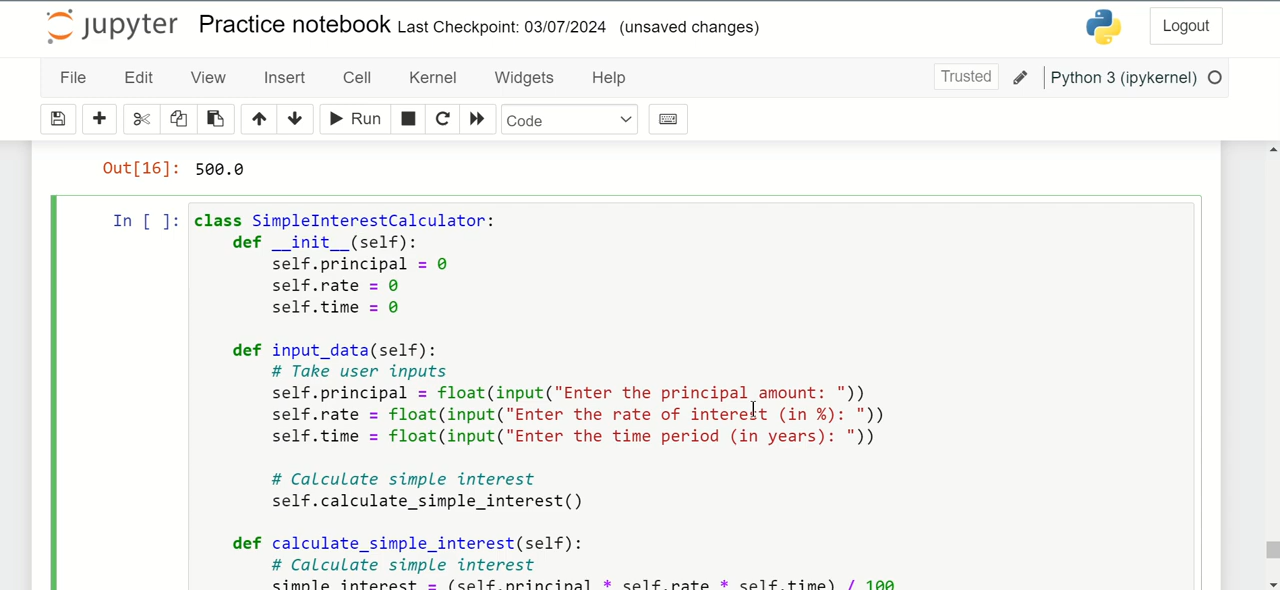 jupyter Practice notebook Last Checkpoint: 03/07/2024 (unsaved changes) Logout
File Edit View Insert Cell Kernel Widgets Help Trusted Python 3 (ipykernel)
Run Code
Out[16]: 500.0
In [ ]: class SimpleInterestCalculator:
    def __init__(self):
        self.principal = 0
        self.rate = 0
        self.time = 0
    def input_data(self):
        # Take user inputs
        self.principal = float(input("Enter the principal amount: "))
        self.rate = float(input("Enter the rate of interest (in %): "))
        self.time = float(input("Enter the time period (in years): "))
        # Calculate simple interest
        self.calculate_simple_interest()
    def calculate_simple_interest(self):
        # Calculate simple interest
        simple_interest = (self.principal * self.rate * self.time) / 100